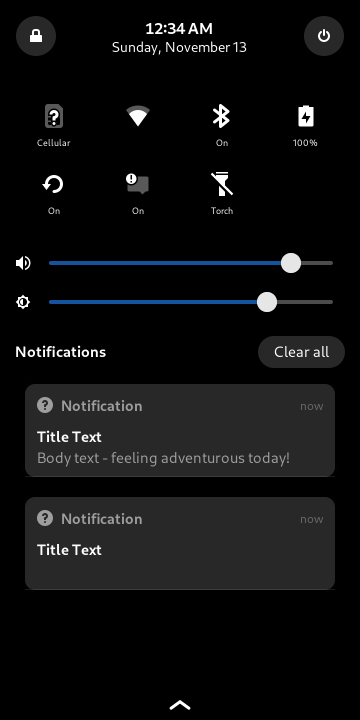 12:34 AM
Sunday, November 13
Cellular
On
100%
On
On
Torch
Notifications
Clear all
Notification
now
Title Text
Body text - feeling adventurous today!
Notification
now
Title Text